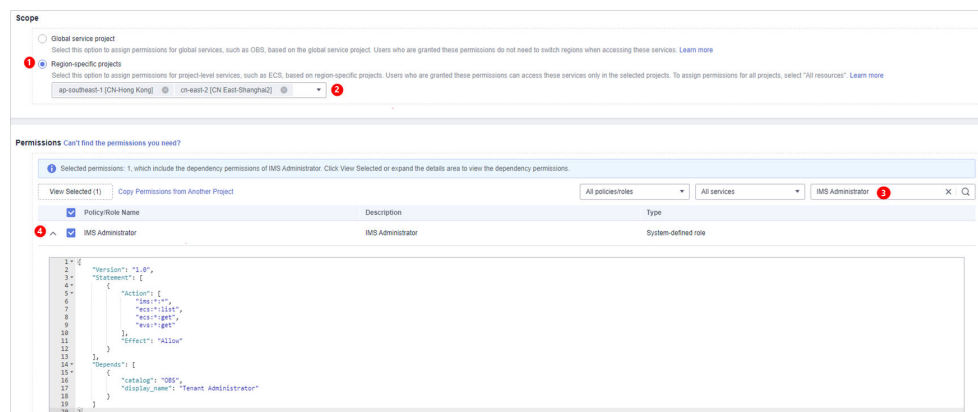 Scope
Global service project
Select this option to assign permissions for global services, such as OBS, based on the global service project. Users who are granted these permissions do not need to switch regions when accessing these services. Learn more
1 Region-specific projects
Select this option to assign permissions for project-level services, such as ECS, based on region-specific projects. Users who are granted these permissions can access these services only in the selected projects. To assign permissions for all projects, select "All resources". Learn more
ap-southeast-1 [CN-Hong Kong] cn-east-2 [CN East-Shanghai2] 2
Permissions Can't find the permissions you need?
Selected permissions: 1, which include the dependency permissions of IMS Administrator. Click View Selected or expand the details area to view the dependency permissions.
View Selected (1) Copy Permissions from Another Project All policies/roles All services IMS Administrator 3
Policy/Role Name Description Type
4 IMS Administrator IMS Administrator System-defined role
1 {
2 "Version": "1.0",
3 "Statement": [
4 {
5 "Action": [
6 "ims:*:*",
7 "ecs:*:list",
8 "ecs:*:get",
9 "evs:*:get"
10 ],
11 "Effect": "Allow"
12 }
13 ],
14 "Depends": [
15 {
16 "catalog": "OBS",
17 "display_name": "Tenant Administrator"
18 }
19 ]
20 }